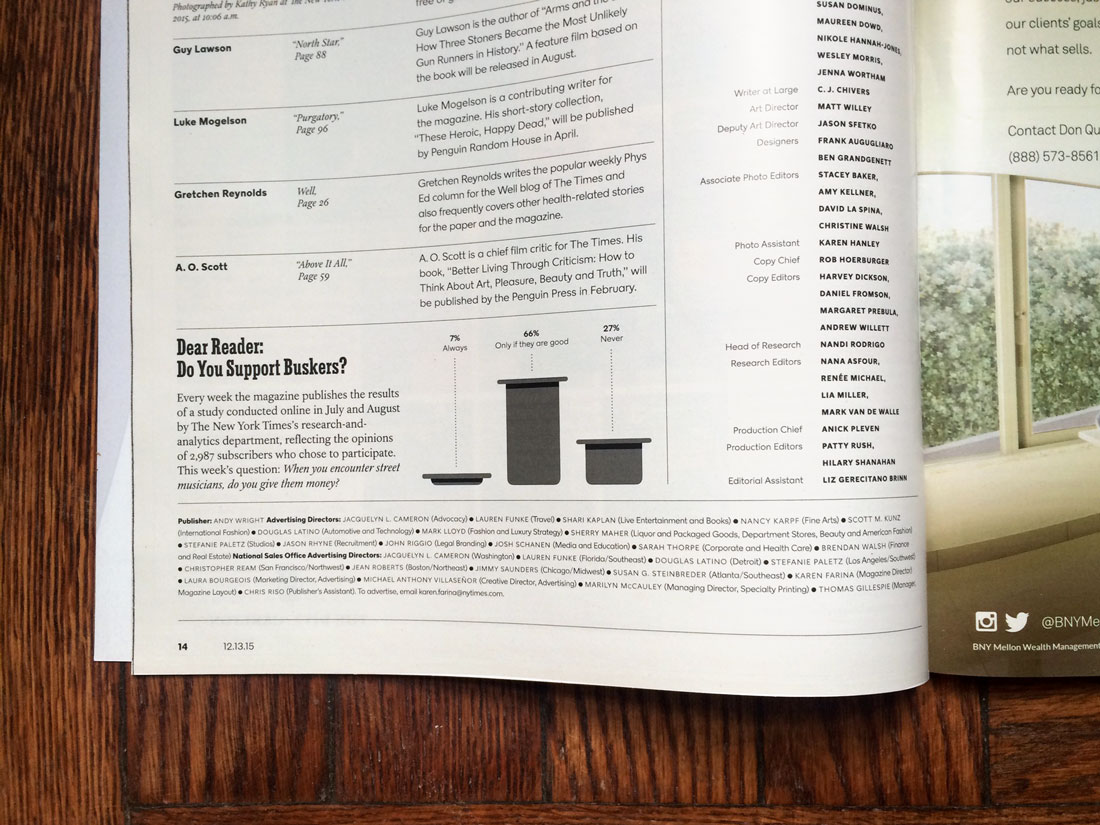 Photographed by Kathy Ryan at The New York
2015, at 10:06 a.m.
Guy Lawson
"North Star,"
Page 88
Guy Lawson is the author of "Arms and the
How Three Stoners Became the Most Unlikely
Gun Runners in History." A feature film based on
the book will be released in August.
Luke Mogelson
"Purgatory,"
Page 96
Luke Mogelson is a contributing writer for
the magazine. His short-story collection,
"These Heroic, Happy Dead," will be published
by Penguin Random House in April.
Gretchen Reynolds
Well,
Page 26
Gretchen Reynolds writes the popular weekly Phys
Ed column for the Well blog of The Times and
also frequently covers other health-related stories
for the paper and the magazine.
A. O. Scott
"Above It All,"
Page 59
A. O. Scott is a chief film critic for The Times. His
book, "Better Living Through Criticism: How to
Think About Art, Pleasure, Beauty and Truth," will
be published by the Penguin Press in February.
Dear Reader:
Do You Support Buskers?
Every week the magazine publishes the results
of a study conducted online in July and August
by The New York Times's research-and-
analytics department, reflecting the opinions
of 2,987 subscribers who chose to participate.
This week's question: When you encounter street
musicians, do you give them money?
7%
Always
66%
Only if they are good
27%
Never
SUSAN DOMINUS,
MAUREEN DOWD,
NIKOLE HANNAH-JONES,
WESLEY MORRIS,
JENNA WORTHAM
Writer at Large C. J. CHIVERS
Art Director MATT WILLEY
Deputy Art Director JASON SFETKO
Designers FRANK AUGUGLIARO
BEN GRANDGENETT
Associate Photo Editors STACEY BAKER,
AMY KELLNER,
DAVID LA SPINA,
CHRISTINE WALSH
Photo Assistant KAREN HANLEY
Copy Chief ROB HOERBURGER
Copy Editors HARVEY DICKSON,
DANIEL FROMSON,
MARGARET PREBULA,
ANDREW WILLETT
Head of Research NANDI RODRIGO
Research Editors NANA ASFOUR,
RENÉE MICHAEL,
LIA MILLER,
MARK VAN DE WALLE
Production Chief ANICK PLEVEN
Production Editors PATTY RUSH,
HILARY SHANAHAN
Editorial Assistant LIZ GERECITANO BRINN
Publisher: ANDY WRIGHT Advertising Directors: JACQUELYN L. CAMERON (Advocacy) ● LAUREN FUNKE (Travel) ● SHARI KAPLAN (Live Entertainment and Books) ● NANCY KARPF (Fine Arts) ● SCOTT M. KUNZ
(International Fashion) ● DOUGLAS LATINO (Automotive and Technology) ● MARK LLOYD (Fashion and Luxury Strategy) ● SHERRY MAHER (Liquor and Packaged Goods, Department Stores, Beauty and American Fashion)
● STEFANIE PALETZ (Studios) ● JASON RHYNE (Recruitment) ● JOHN RIGGIO (Legal Branding) ● JOSH SCHANEN (Media and Education) ● SARAH THORPE (Corporate and Health Care) ● BRENDAN WALSH (Finance
and Real Estate) National Sales Office Advertising Directors: JACQUELYN L. CAMERON (Washington) ● LAUREN FUNKE (Florida/Southeast) ● DOUGLAS LATINO (Detroit) ● STEFANIE PALETZ (Los Angeles/Southwest)
● CHRISTOPHER REAM (San Francisco/Northwest) ● JEAN ROBERTS (Boston/Northeast) ● JIMMY SAUNDERS (Chicago/Midwest) ● SUSAN G. STEINBREDER (Atlanta/Southeast) ● KAREN FARINA (Magazine Director)
● LAURA BOURGEOIS (Marketing Director, Advertising) ● MICHAEL ANTHONY VILLASEÑOR (Creative Director, Advertising) ● MARILYN McCAULEY (Managing Director, Specialty Printing) ● THOMAS GILLESPIE (Manager,
Magazine Layout) ● CHRIS RISO (Publisher's Assistant). To advertise, email karen.farina@nytimes.com.
14 12.13.15
our clients' goals
not what sells.
Are you ready fo
Contact Don Qu
(888) 573-8561
@BNYMe
BNY Mellon Wealth Management